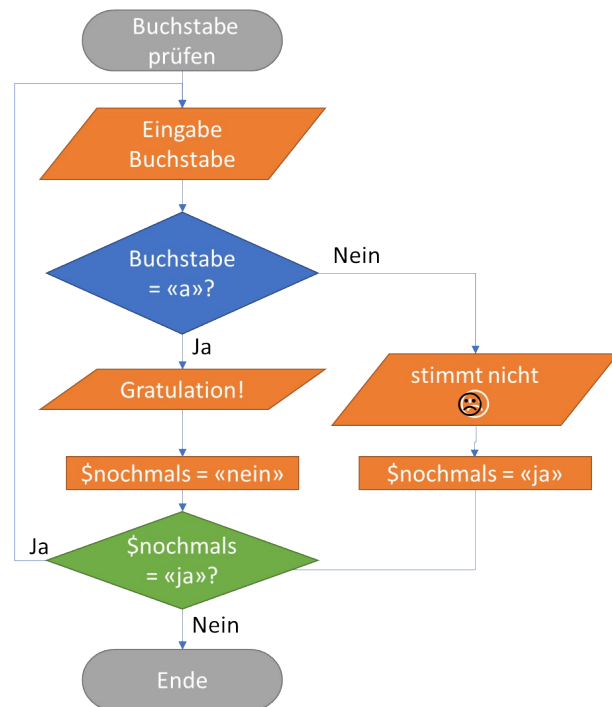 Buchstabe
prüfen
Eingabe
Buchstabe
Buchstabe
= «a»?
Nein
Ja
Gratulation!
stimmt nicht
☹
$nochmals = «nein»
$nochmals = «ja»
Ja
$nochmals
= «ja»?
Nein
Ende